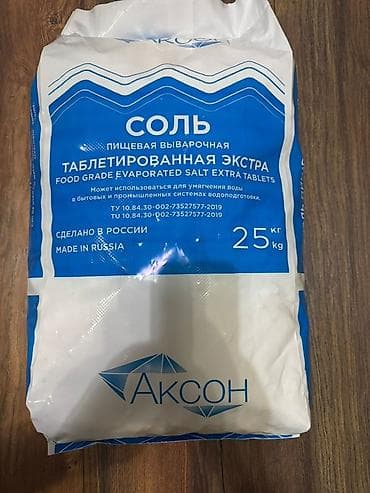 АКСОН
СОЛЬ
ПИЩЕВАЯ ВЫВАРОЧНАЯ
ТАБЛЕТИРОВАННАЯ ЭКСТРА
FOOD GRADE EVAPORATED SALT EXTRA TABLETS
Может использоваться для умягчения воды
в бытовых и промышленных системах водоподготовки.
ТУ 10.84.30-002-73527577-2019
TU 10.84.30-002-73527577-2019
СДЕЛАНО В РОССИИ
MADE IN RUSSIA
25 кг
kg
АКСОН